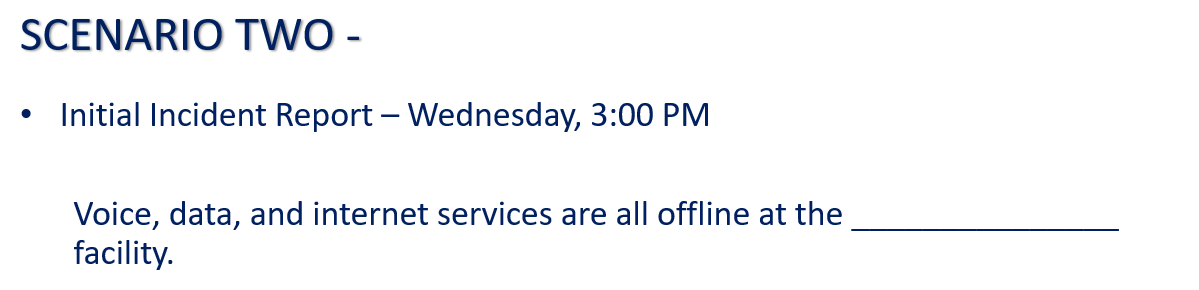 SCENARIO TWO -
• Initial Incident Report – Wednesday, 3:00 PM
Voice, data, and internet services are all offline at the ________________
facility.